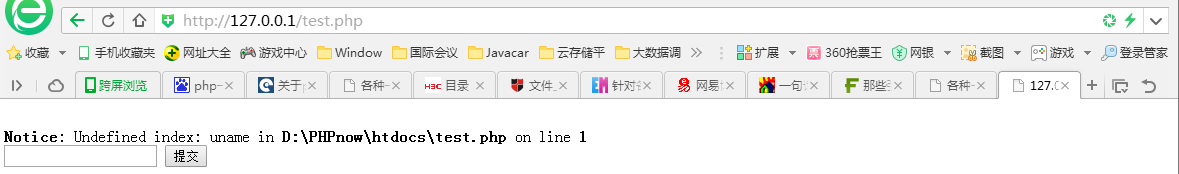 http://127.0.0.1/test.php
收藏 手机收藏夹 网址大全 游戏中心 Window 国际会议 Javacar 云存储平 大数据调 » 扩展 360抢票王 网银 截图 游戏 登录管家
跨屏浏览 php- 关于 各种- H3C 目录 文件_ 针对 网易 一句 那些 各种- 127.0
Notice: Undefined index: uname in D:\PHPnow\htdocs\test.php on line 1
提交